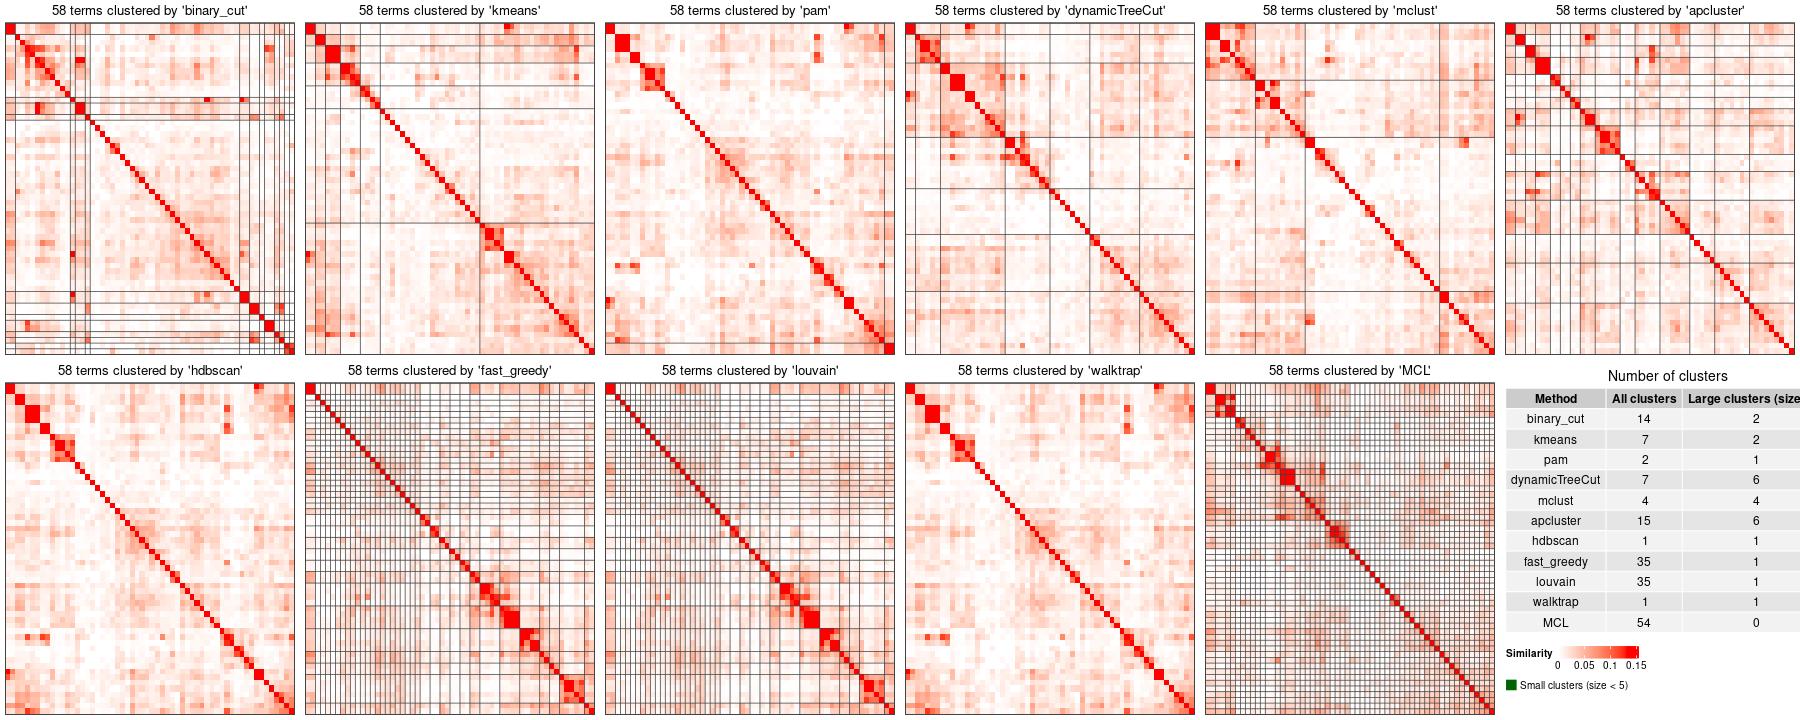 58 terms clustered by 'binary_cut'
58 terms clustered by 'kmeans'
58 terms clustered by 'pam'
58 terms clustered by 'dynamicTreeCut'
58 terms clustered by 'mclust'
58 terms clustered by 'apcluster'
58 terms clustered by 'hdbscan'
58 terms clustered by 'fast_greedy'
58 terms clustered by 'louvain'
58 terms clustered by 'walktrap'
58 terms clustered by 'MCL'
Number of clusters
Method All clusters Large clusters (size
binary_cut 14 2
kmeans 7 2
pam 2 1
dynamicTreeCut 7 6
mclust 4 4
apcluster 15 6
hdbscan 1 1
fast_greedy 35 1
louvain 35 1
walktrap 1 1
MCL 54 0
Similarity
0 0.05 0.1 0.15
Small clusters (size < 5)